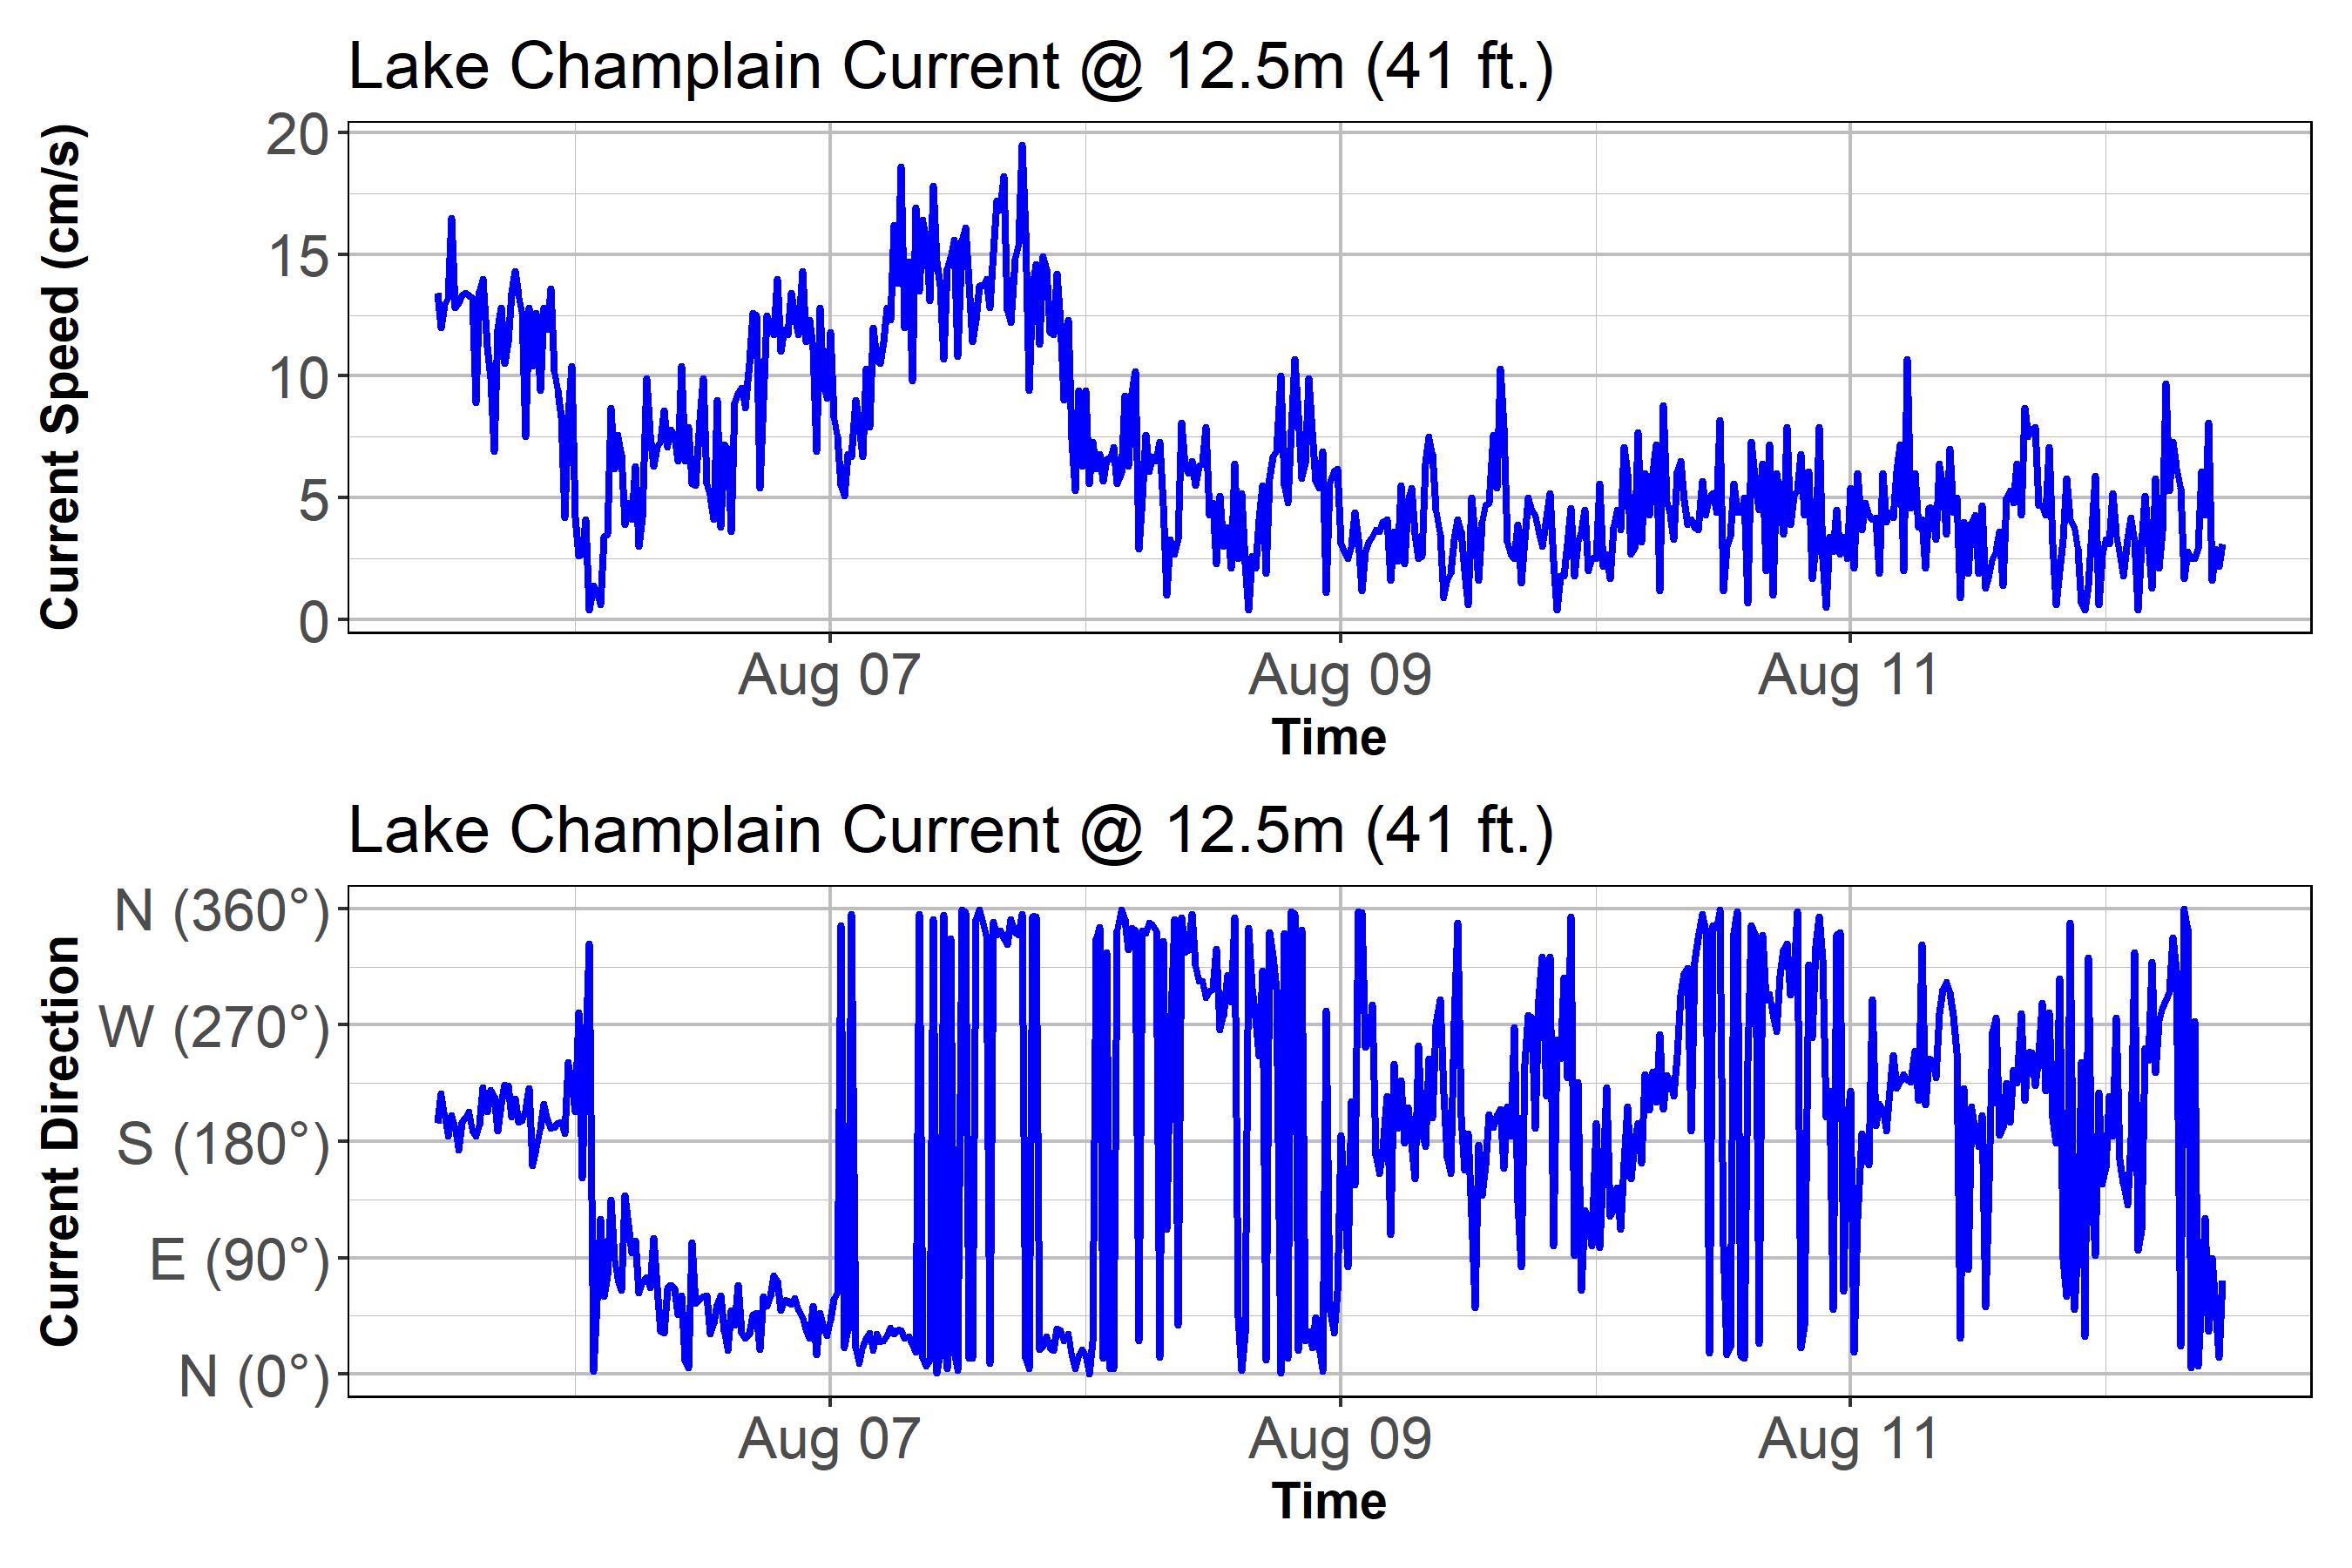 Lake Champlain Current @ 12.5m (41 ft.)
Current Speed (cm/s)
20
15
10
5
0
Aug 07 Aug 09 Aug 11
Time
Lake Champlain Current @ 12.5m (41 ft.)
Current Direction
N (360°)
W (270°)
S (180°)
E (90°)
N (0°)
Aug 07 Aug 09 Aug 11
Time